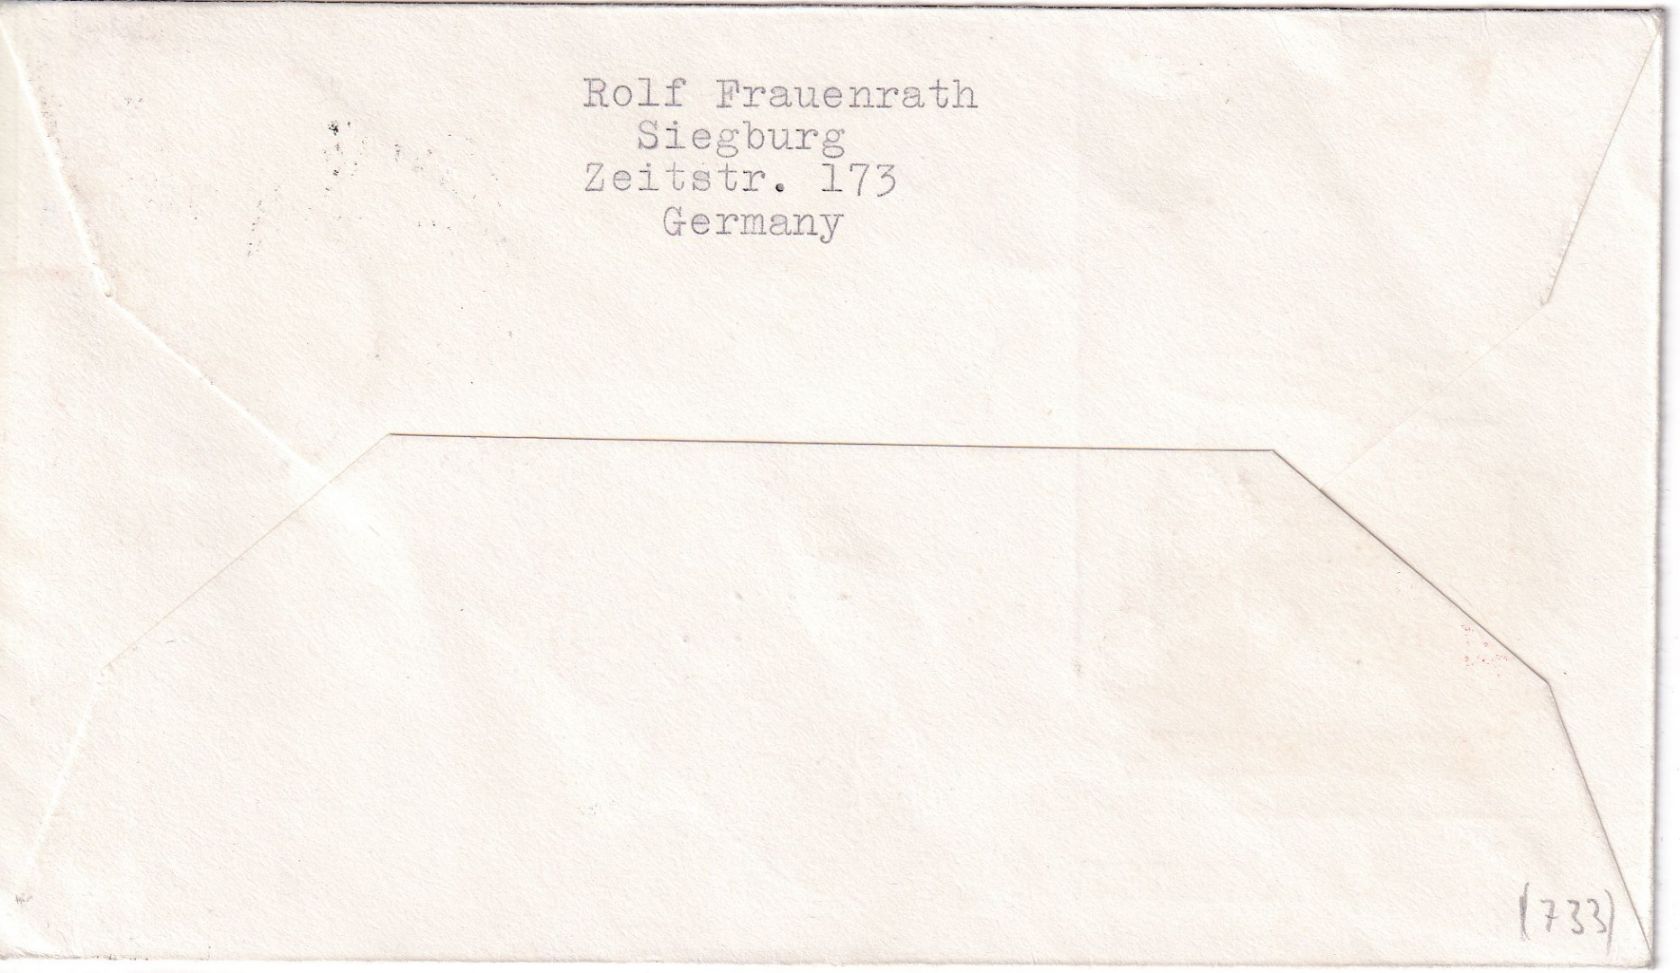 Rolf Frauenrath
Siegburg
Zeitstr. 173
Germany
(733)